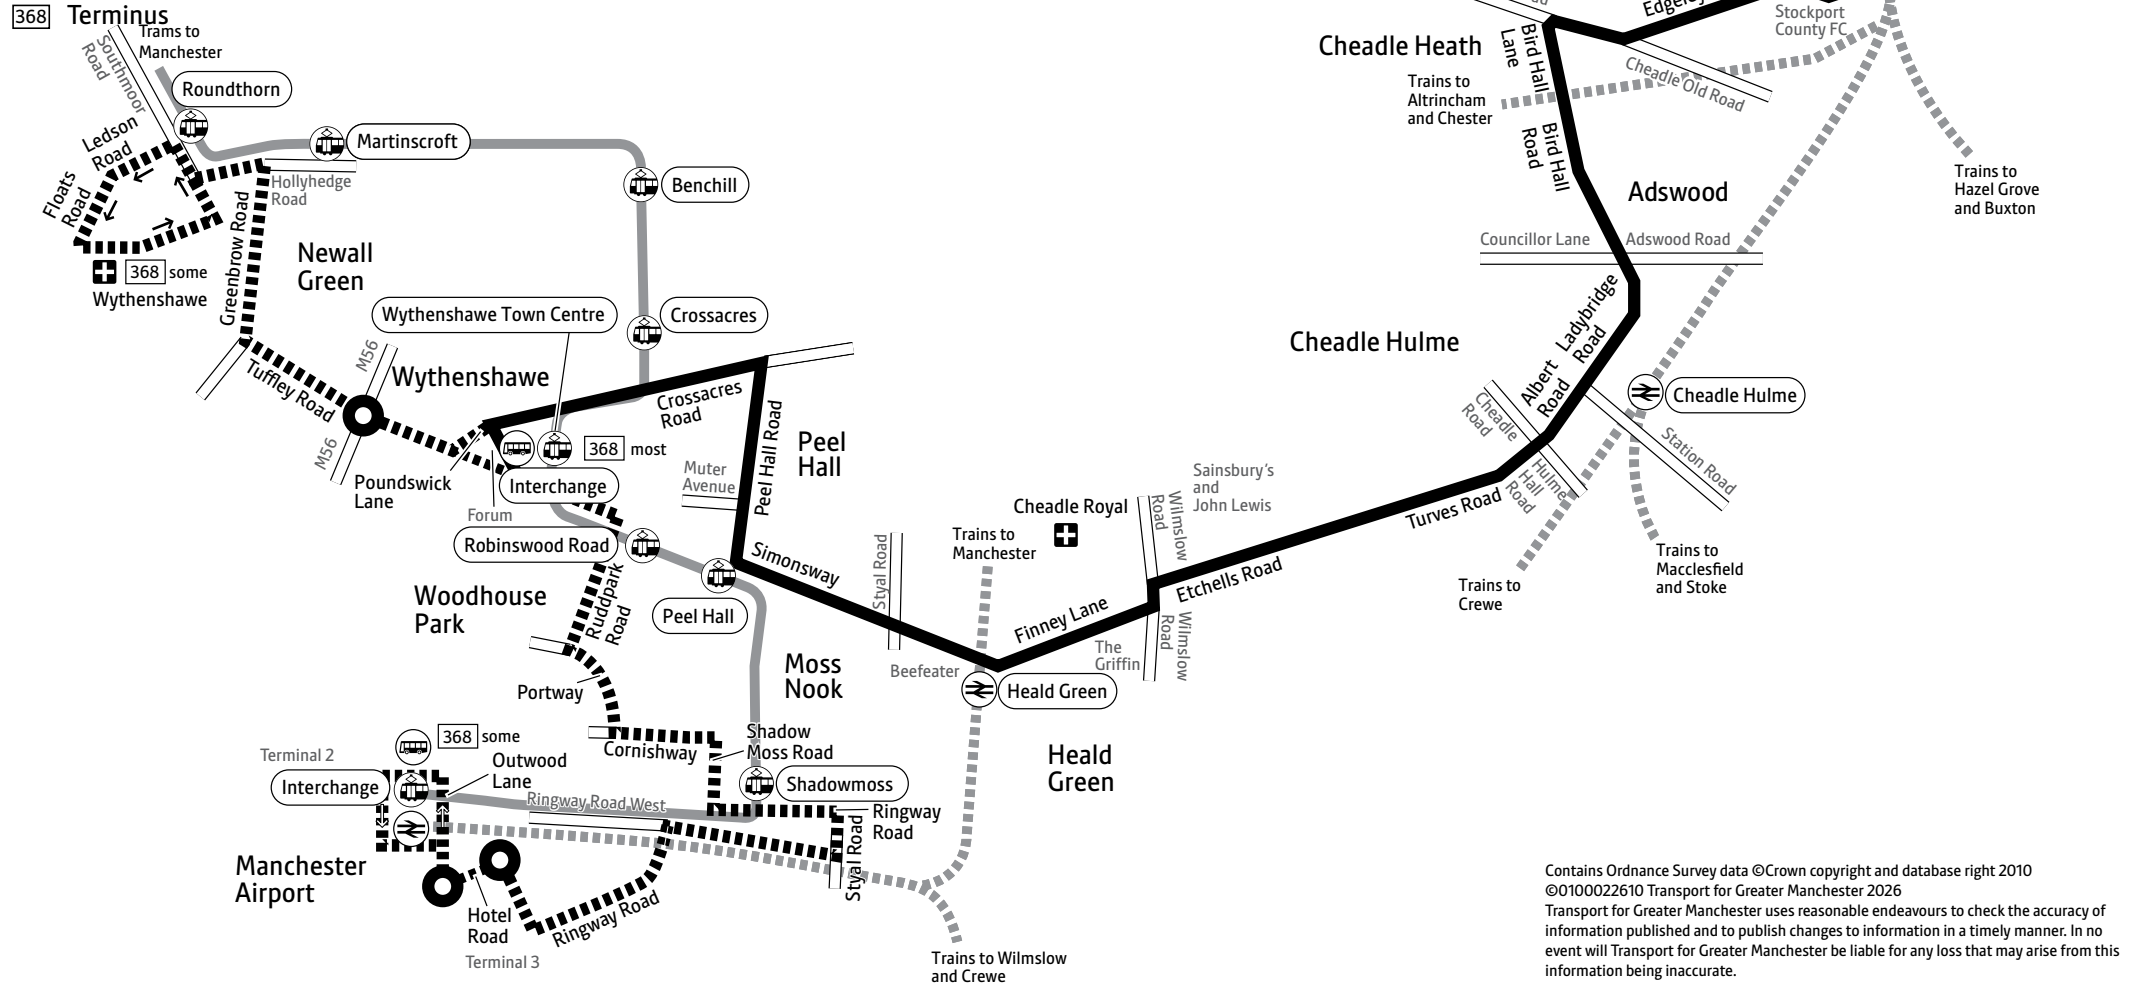 368 Terminus
Trams to
Manchester
Southmoor
Road
Roundthorn
Ledson
Road
Martinscroft
Floats
Road
Hollyhedge
Road
Benchill
Greenbrow Road
Newall
Green
368 some
Wythenshawe
Wythenshawe Town Centre
Crossacres
M56
Tuffley Road
Wythenshawe
Crossacres
Road
M56
368 most
Poundswick
Lane
Interchange
Forum
Muter
Avenue
Peel Hall Road
Peel
Hall
Robinswood Road
Simonsway
Woodhouse
Park
Ruddpark
Road
Peel Hall
Portway
Moss
Nook
Cornishway
Shadow
Moss Road
368 some
Terminal 2
Outwood
Lane
Interchange
Shadowmoss
Ringway Road West
Ringway
Road
Styal Road
Manchester
Airport
Hotel
Road
Ringway Road
Terminal 3
Trains to Wilmslow
and Crewe
Styal Road
Trains to
Manchester
Cheadle Royal
Sainsbury's
and
John Lewis
Wilmslow
Road
Finney Lane
Etchells Road
Beefeater
The
Griffin
Wilmslow
Road
Heald Green
Heald
Green
Turves Road
Edgeley
Stockport
County FC
Cheadle Heath
Bird Hall
Lane
Cheadle Old Road
Trains to
Altrincham
and Chester
Bird Hall
Road
Adswood
Trains to
Hazel Grove
and Buxton
Councillor Lane
Adswood Road
Ladybridge
Road
Cheadle Hulme
Albert
Road
Cheadle
Road
Cheadle Hulme
Station Road
Hulme
Hall
Road
Trains to
Crewe
Trains to
Macclesfield
and Stoke
Contains Ordnance Survey data ©Crown copyright and database right 2010
©0100022610 Transport for Greater Manchester 2026
Transport for Greater Manchester uses reasonable endeavours to check the accuracy of
information published and to publish changes to information in a timely manner. In no
event will Transport for Greater Manchester be liable for any loss that may arise from this
information being inaccurate.